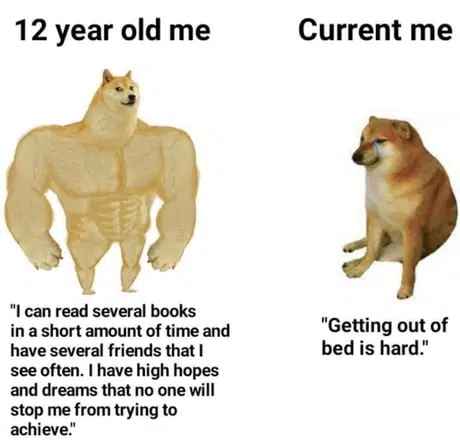 12 year old me
Current me
"I can read several books
in a short amount of time and
have several friends that I
see often. I have high hopes
and dreams that no one will
stop me from trying to
achieve."
"Getting out of
bed is hard."